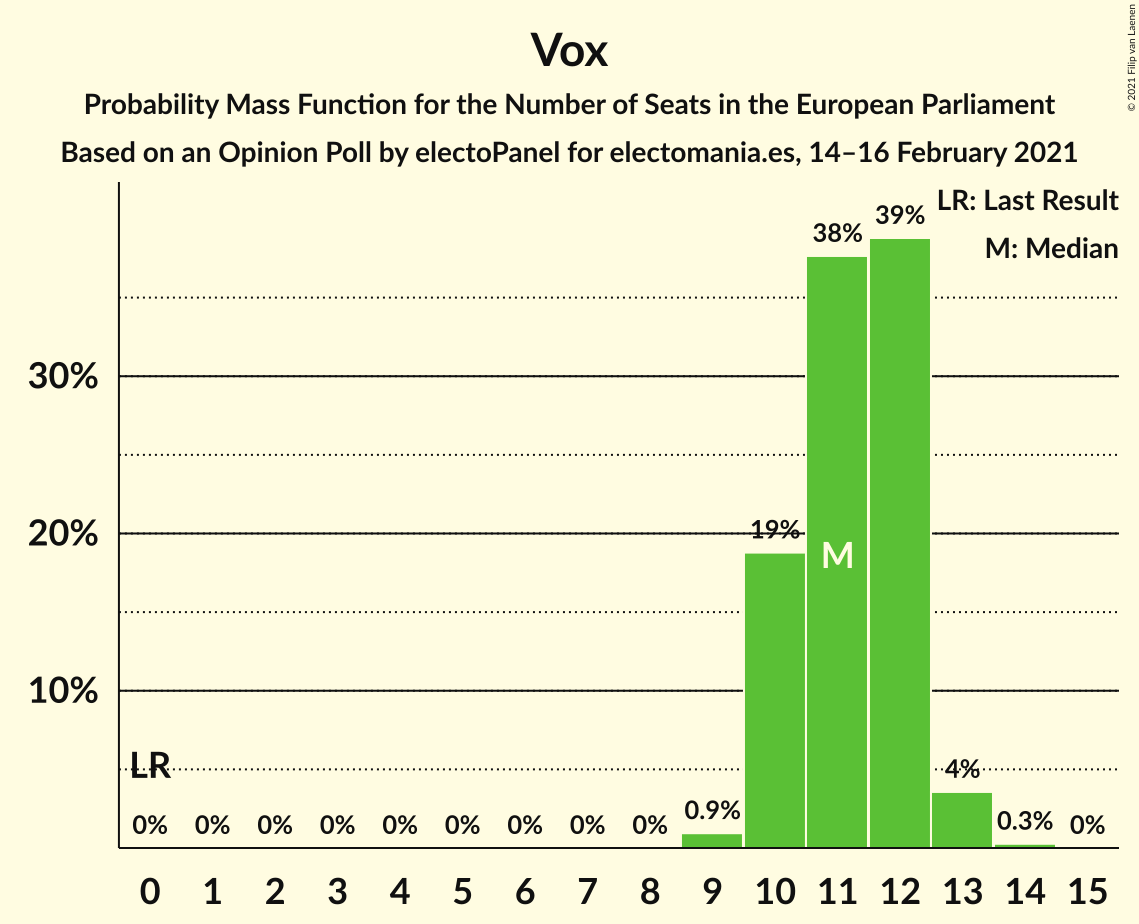 Vox
Probability Mass Function for the Number of Seats in the European Parliament
Based on an Opinion Poll by electoPanel for electomania.es, 14–16 February 2021
© 2021 Filip van Laenen
LR: Last Result
M: Median
30%
20%
10%
LR
M
0% 0% 0% 0% 0% 0% 0% 0% 0% 0.9% 19% 38% 39% 4% 0.3% 0%
0 1 2 3 4 5 6 7 8 9 10 11 12 13 14 15